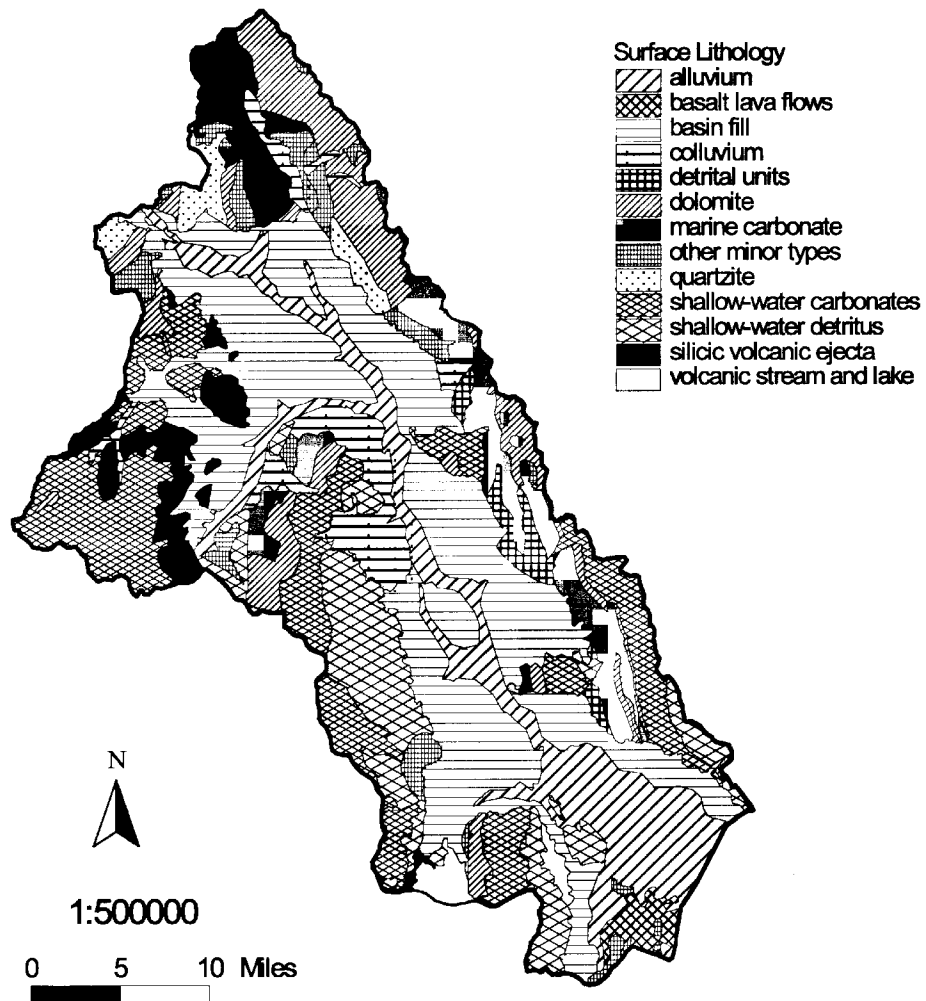 Surface Lithology
alluvium
basalt lava flows
basin fill
colluvium
detrital units
dolomite
marine carbonate
other minor types
quartzite
shallow-water carbonates
shallow-water detritus
silicic volcanic ejecta
volcanic stream and lake
N
1:500000
0 5 10 Miles